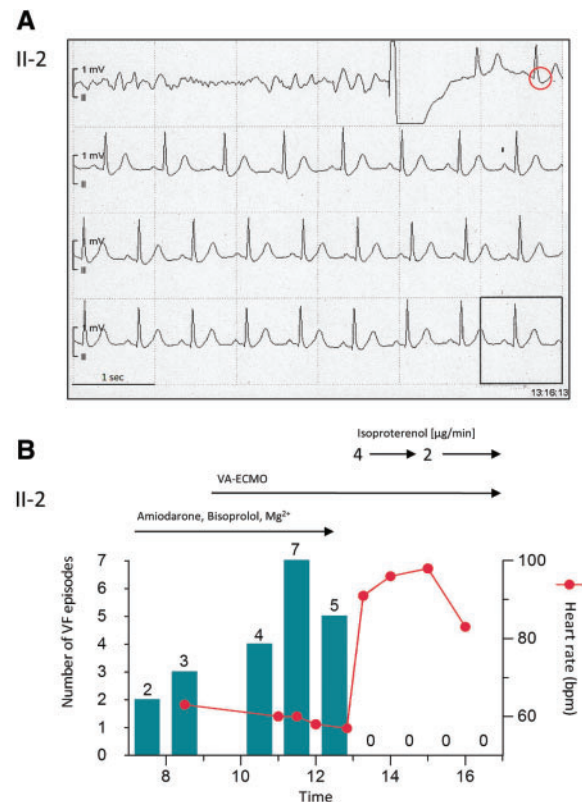 A
II-2
1 mV
II
1 mV
II
1 mV
II
1 mV
II
1 sec
13:16:13
B
Isoproterenol [µg/min]
4 2
II-2
VA-ECMO
Amiodarone, Bisoprolol, Mg²⁺
Number of VF episodes
7
6
5
4
3
2
1
0
2
3
4
7
5
0 0 0 0
100
80
60
Heart rate (bpm)
8 10 12 14 16
Time